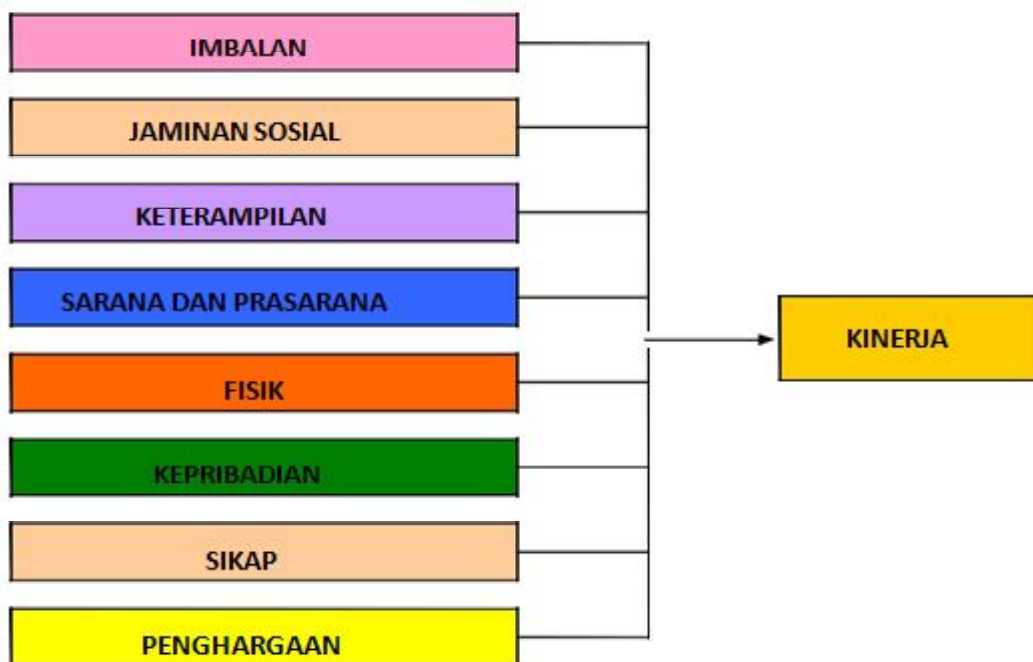 IMBALAN
JAMINAN SOSIAL
KETERAMPILAN
SARANA DAN PRASARANA
FISIK
KEPRIBADIAN
SIKAP
PENGHARGAAN
KINERJA